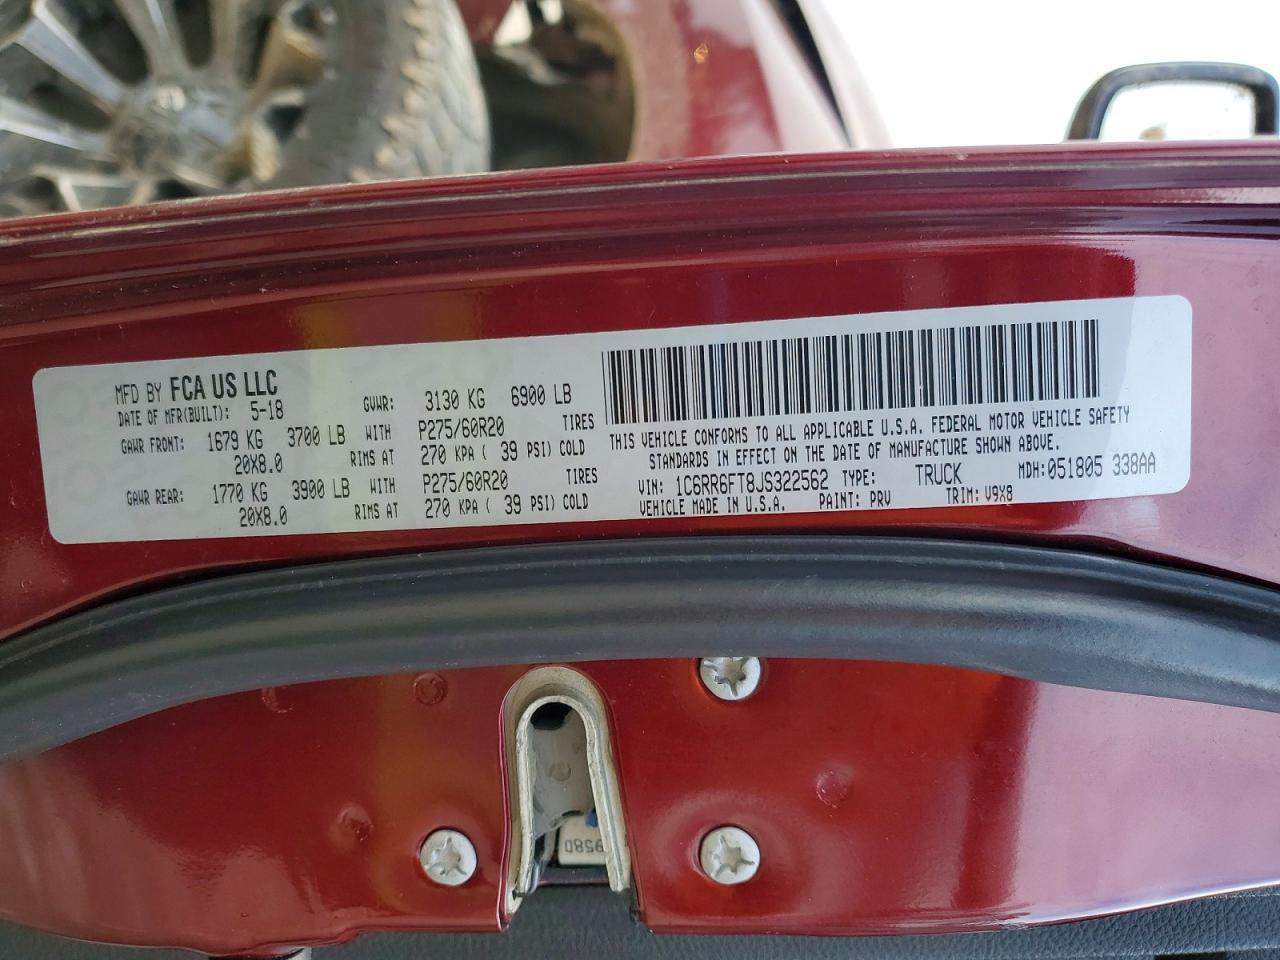 MFD BY FCA US LLC
DATE OF MFR(BUILT): 5-18 GVWR: 3130 KG 6900 LB
GAWR FRONT: 1679 KG 3700 LB WITH P275/60R20 TIRES
20X8.0 RIMS AT 270 KPA ( 39 PSI) COLD
GAWR REAR: 1770 KG 3900 LB WITH P275/60R20 TIRES
20X8.0 RIMS AT 270 KPA ( 39 PSI) COLD
THIS VEHICLE CONFORMS TO ALL APPLICABLE U.S.A. FEDERAL MOTOR VEHICLE SAFETY
STANDARDS IN EFFECT ON THE DATE OF MANUFACTURE SHOWN ABOVE.
VIN: 1C6RR6FT8JS322562 TYPE: TRUCK MDH:051805 338AA
VEHICLE MADE IN U.S.A. PAINT: PRV TRIM: V9X8
958D